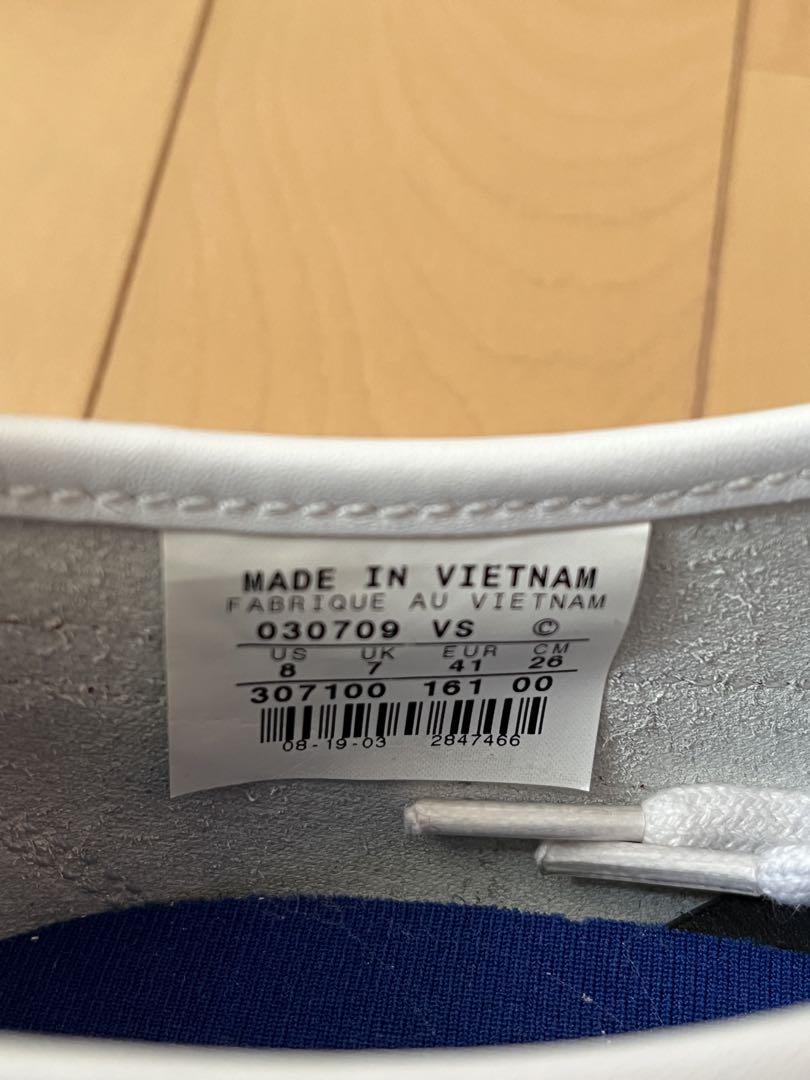 MADE IN VIETNAM
FABRIQUE AU VIETNAM
030709 VS ©
US UK EUR CM
8 7 41 26
307100 161 00
08-19-03 2847466